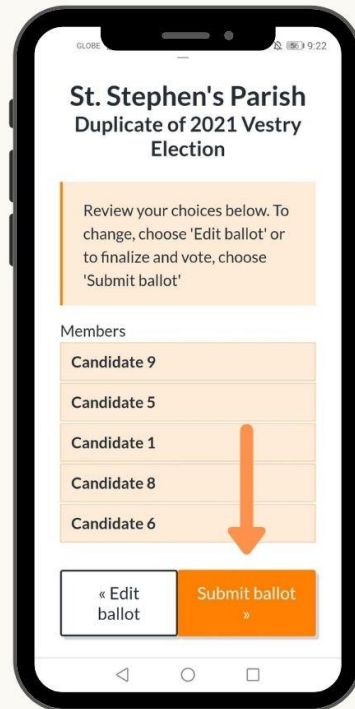 GLOBE 56 9:22
St. Stephen's Parish
Duplicate of 2021 Vestry
Election
Review your choices below. To
change, choose 'Edit ballot' or
to finalize and vote, choose
'Submit ballot'
Members
Candidate 9
Candidate 5
Candidate 1
Candidate 8
Candidate 6
« Edit
ballot
Submit ballot
»